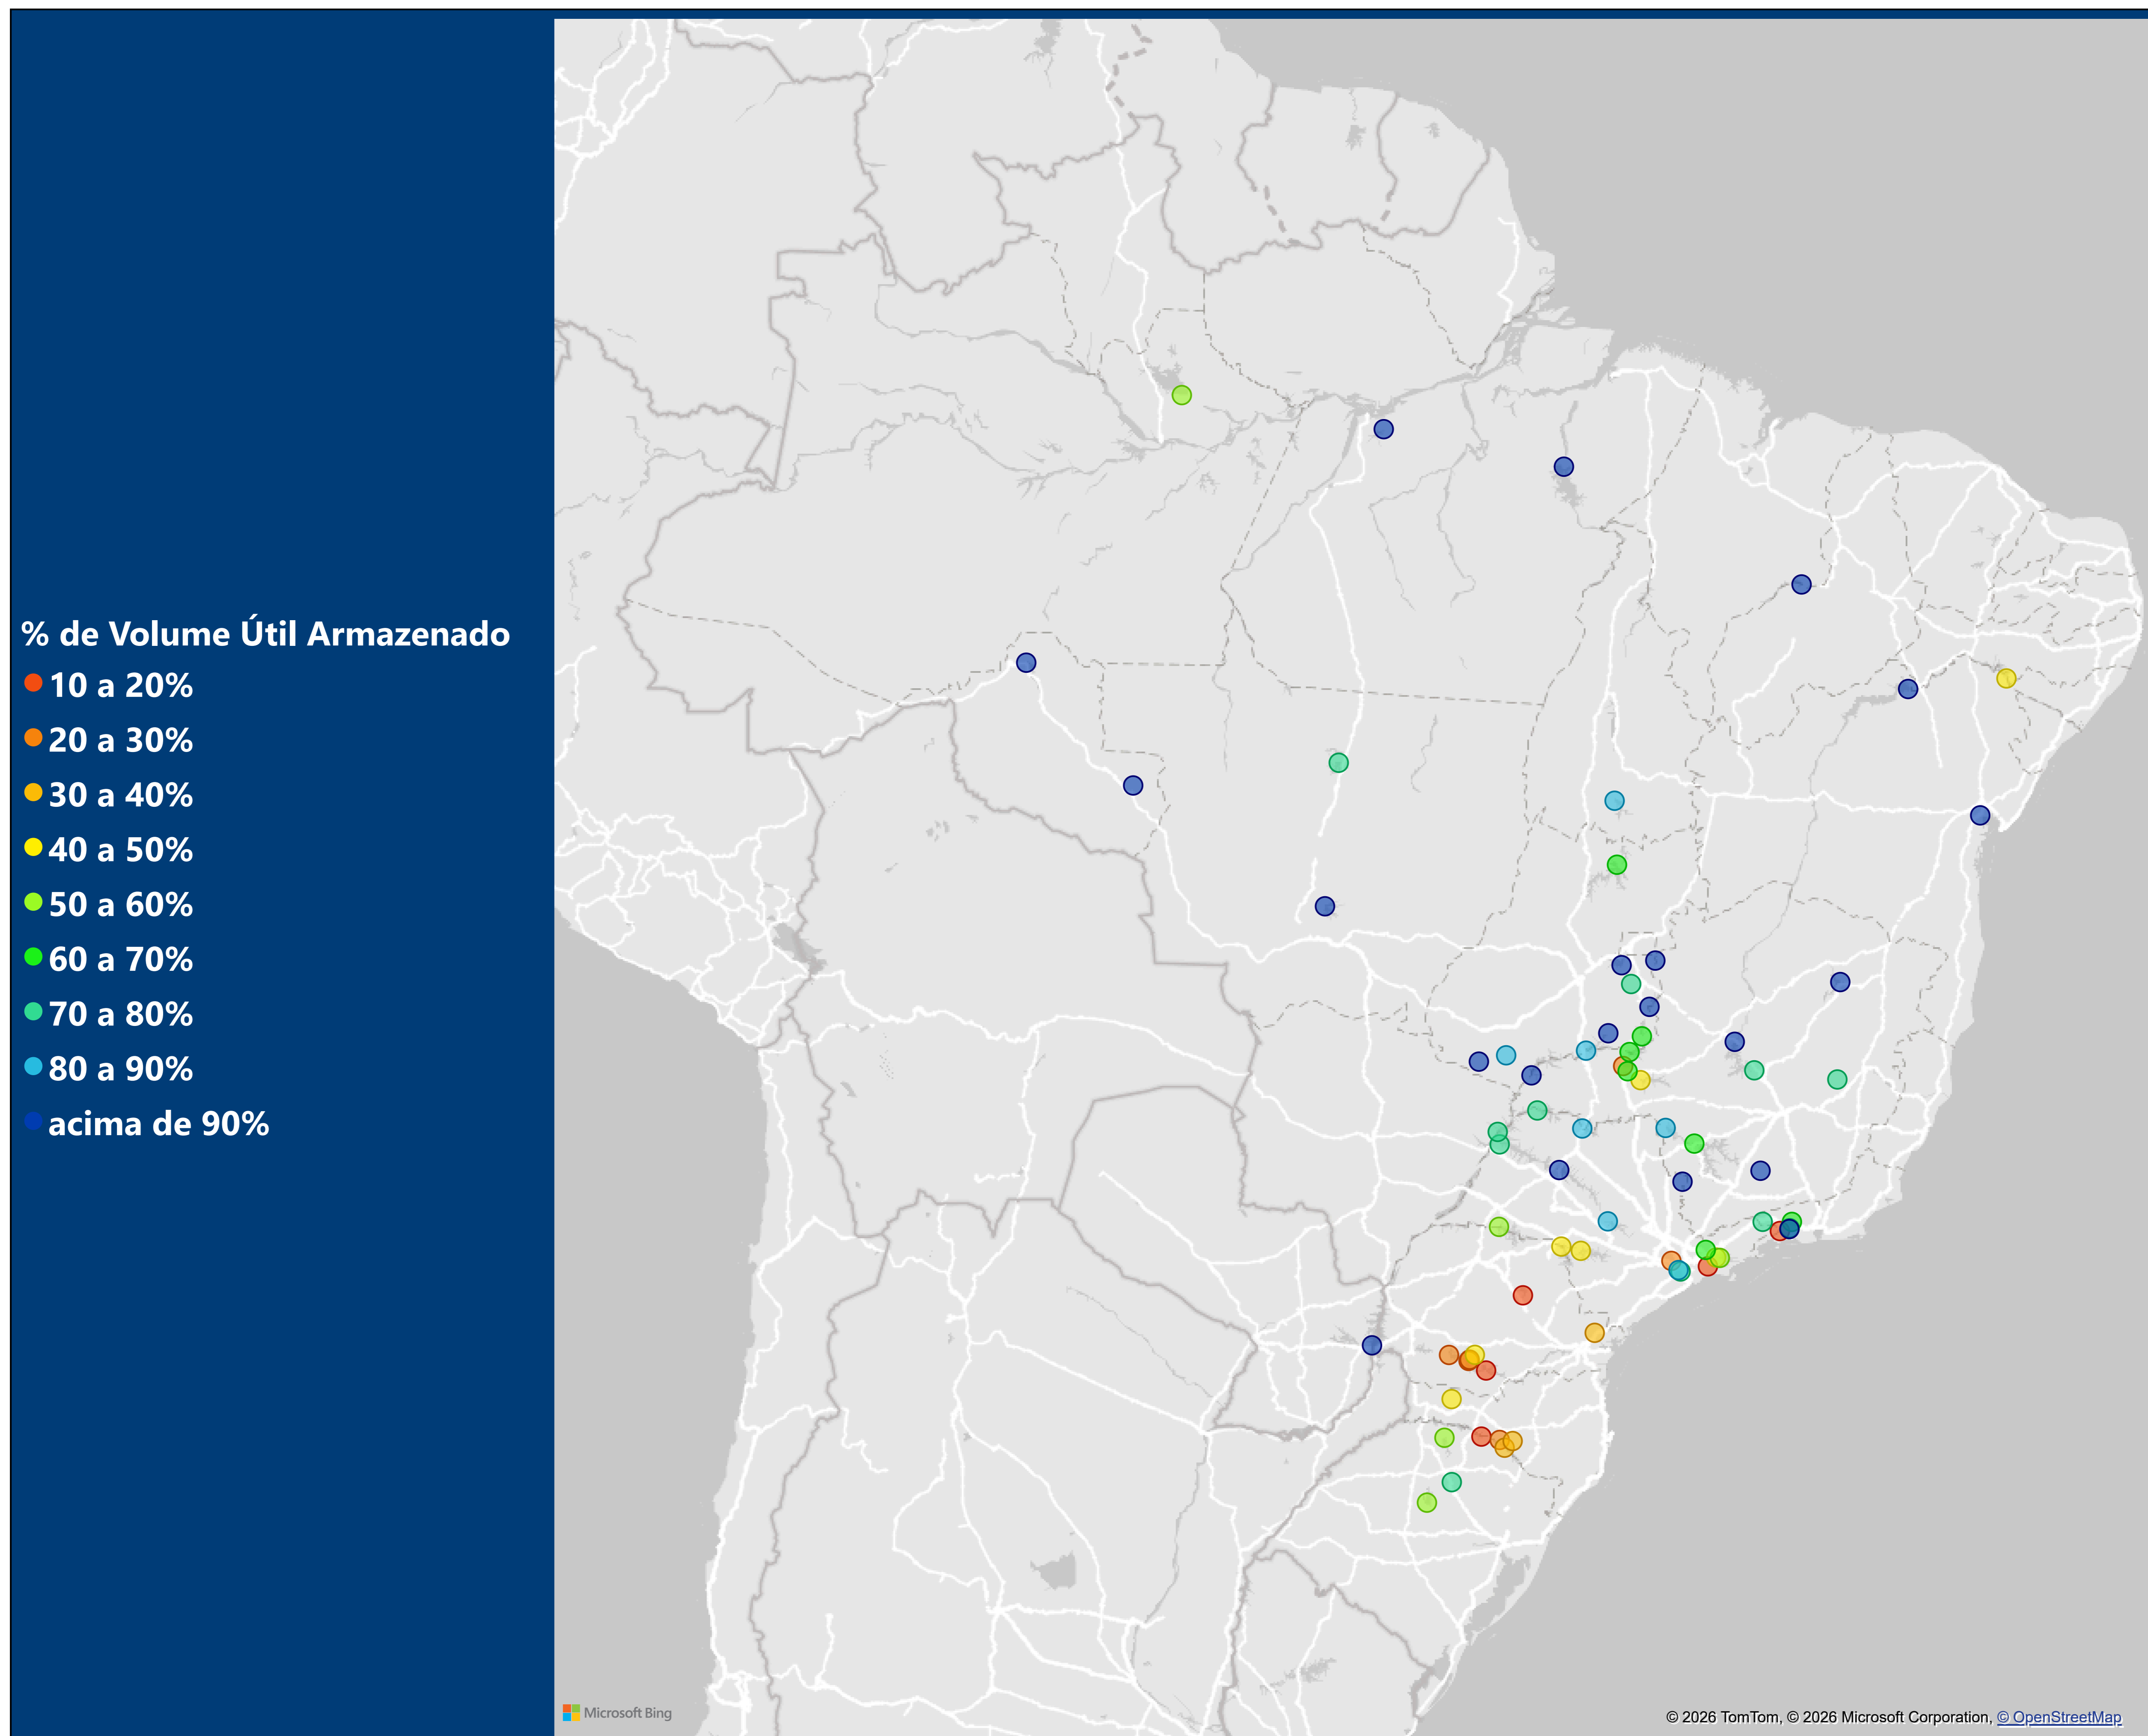 % de Volume Útil Armazenado
10 a 20%
20 a 30%
30 a 40%
40 a 50%
50 a 60%
60 a 70%
70 a 80%
80 a 90%
acima de 90%
Microsoft Bing
© 2026 TomTom, © 2026 Microsoft Corporation, © OpenStreetMap